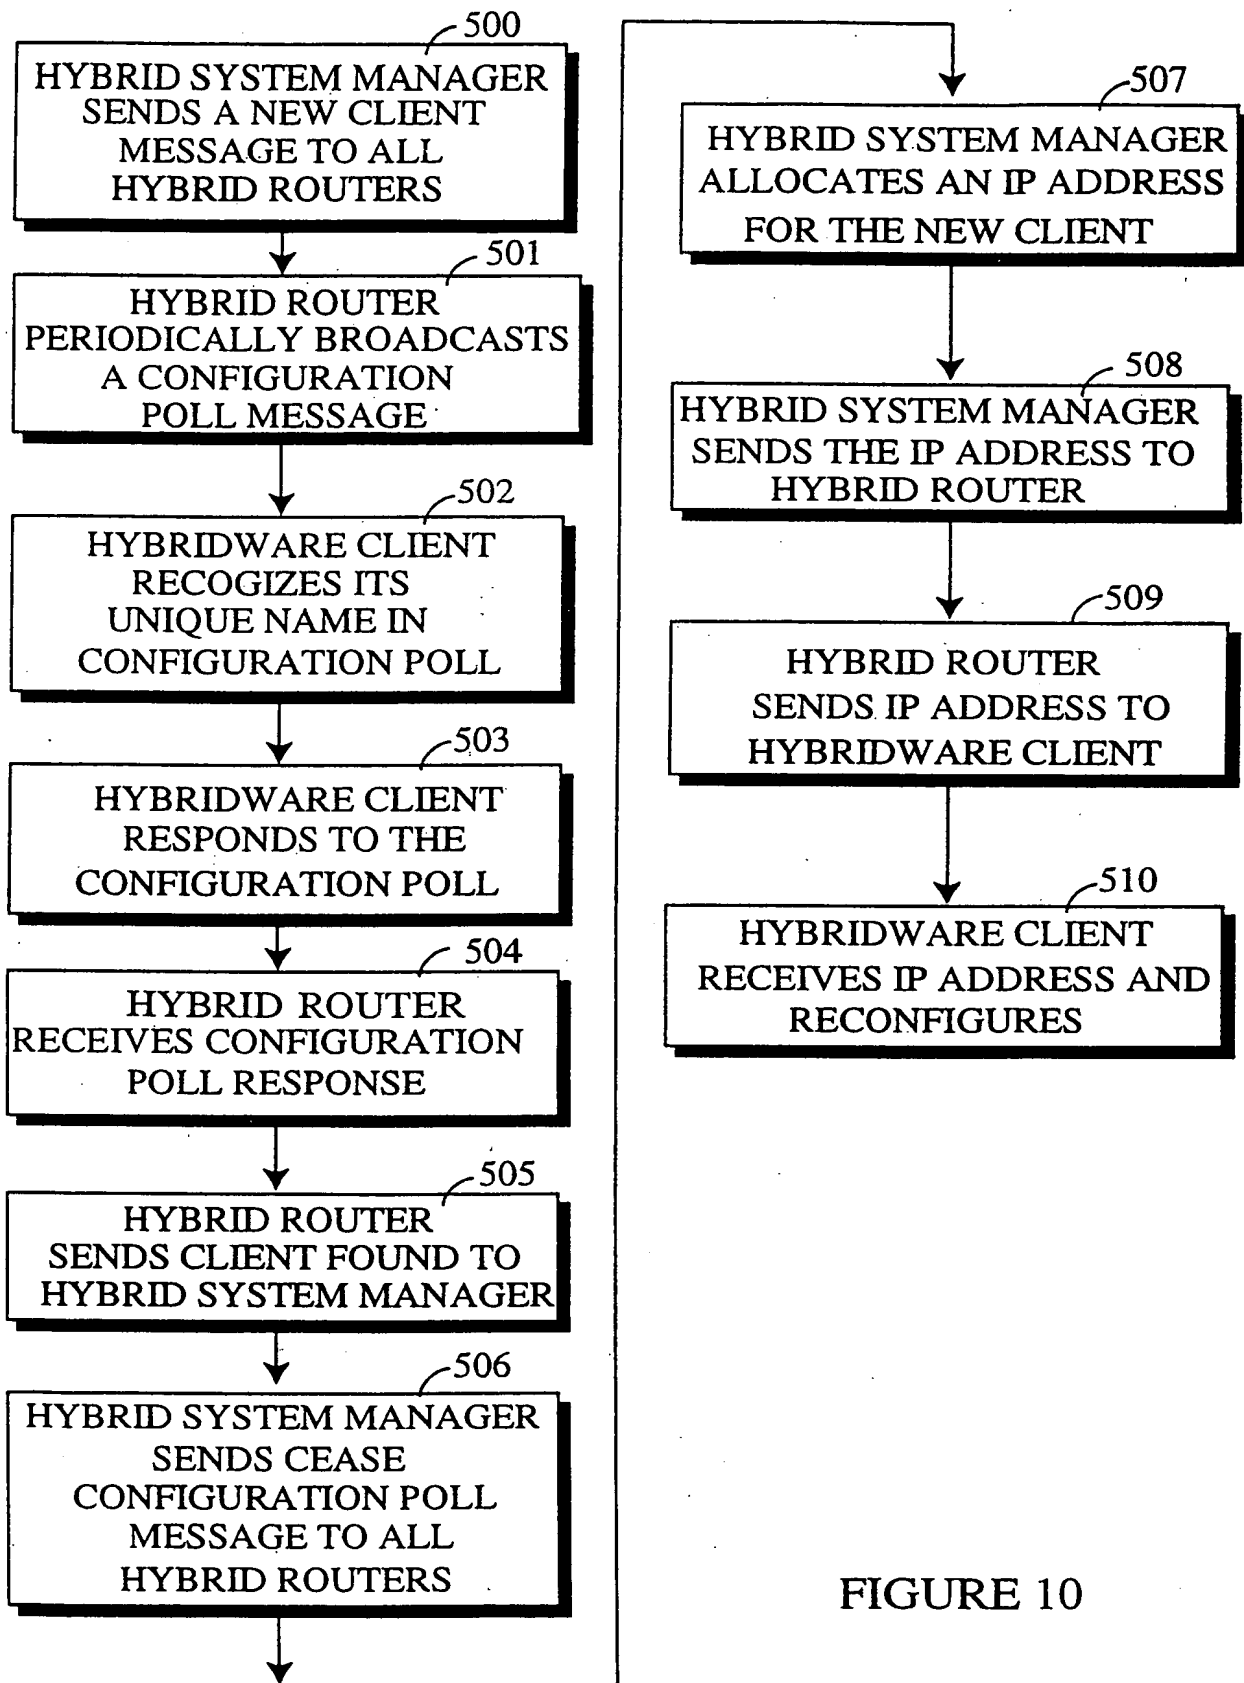 500
HYBRID SYSTEM MANAGER
SENDS A NEW CLIENT
MESSAGE TO ALL
HYBRID ROUTERS
501
HYBRID ROUTER
PERIODICALLY BROADCASTS
A CONFIGURATION
POLL MESSAGE
502
HYBRIDWARE CLIENT
RECOGIZES ITS
UNIQUE NAME IN
CONFIGURATION POLL
503
HYBRIDWARE CLIENT
RESPONDS TO THE
CONFIGURATION POLL
504
HYBRID ROUTER
RECEIVES CONFIGURATION
POLL RESPONSE
505
HYBRID ROUTER
SENDS CLIENT FOUND TO
HYBRID SYSTEM MANAGER
506
HYBRID SYSTEM MANAGER
SENDS CEASE
CONFIGURATION POLL
MESSAGE TO ALL
HYBRID ROUTERS
507
HYBRID SYSTEM MANAGER
ALLOCATES AN IP ADDRESS
FOR THE NEW CLIENT
508
HYBRID SYSTEM MANAGER
SENDS THE IP ADDRESS TO
HYBRID ROUTER
509
HYBRID ROUTER
SENDS IP ADDRESS TO
HYBRIDWARE CLIENT
510
HYBRIDWARE CLIENT
RECEIVES IP ADDRESS AND
RECONFIGURES
FIGURE 10